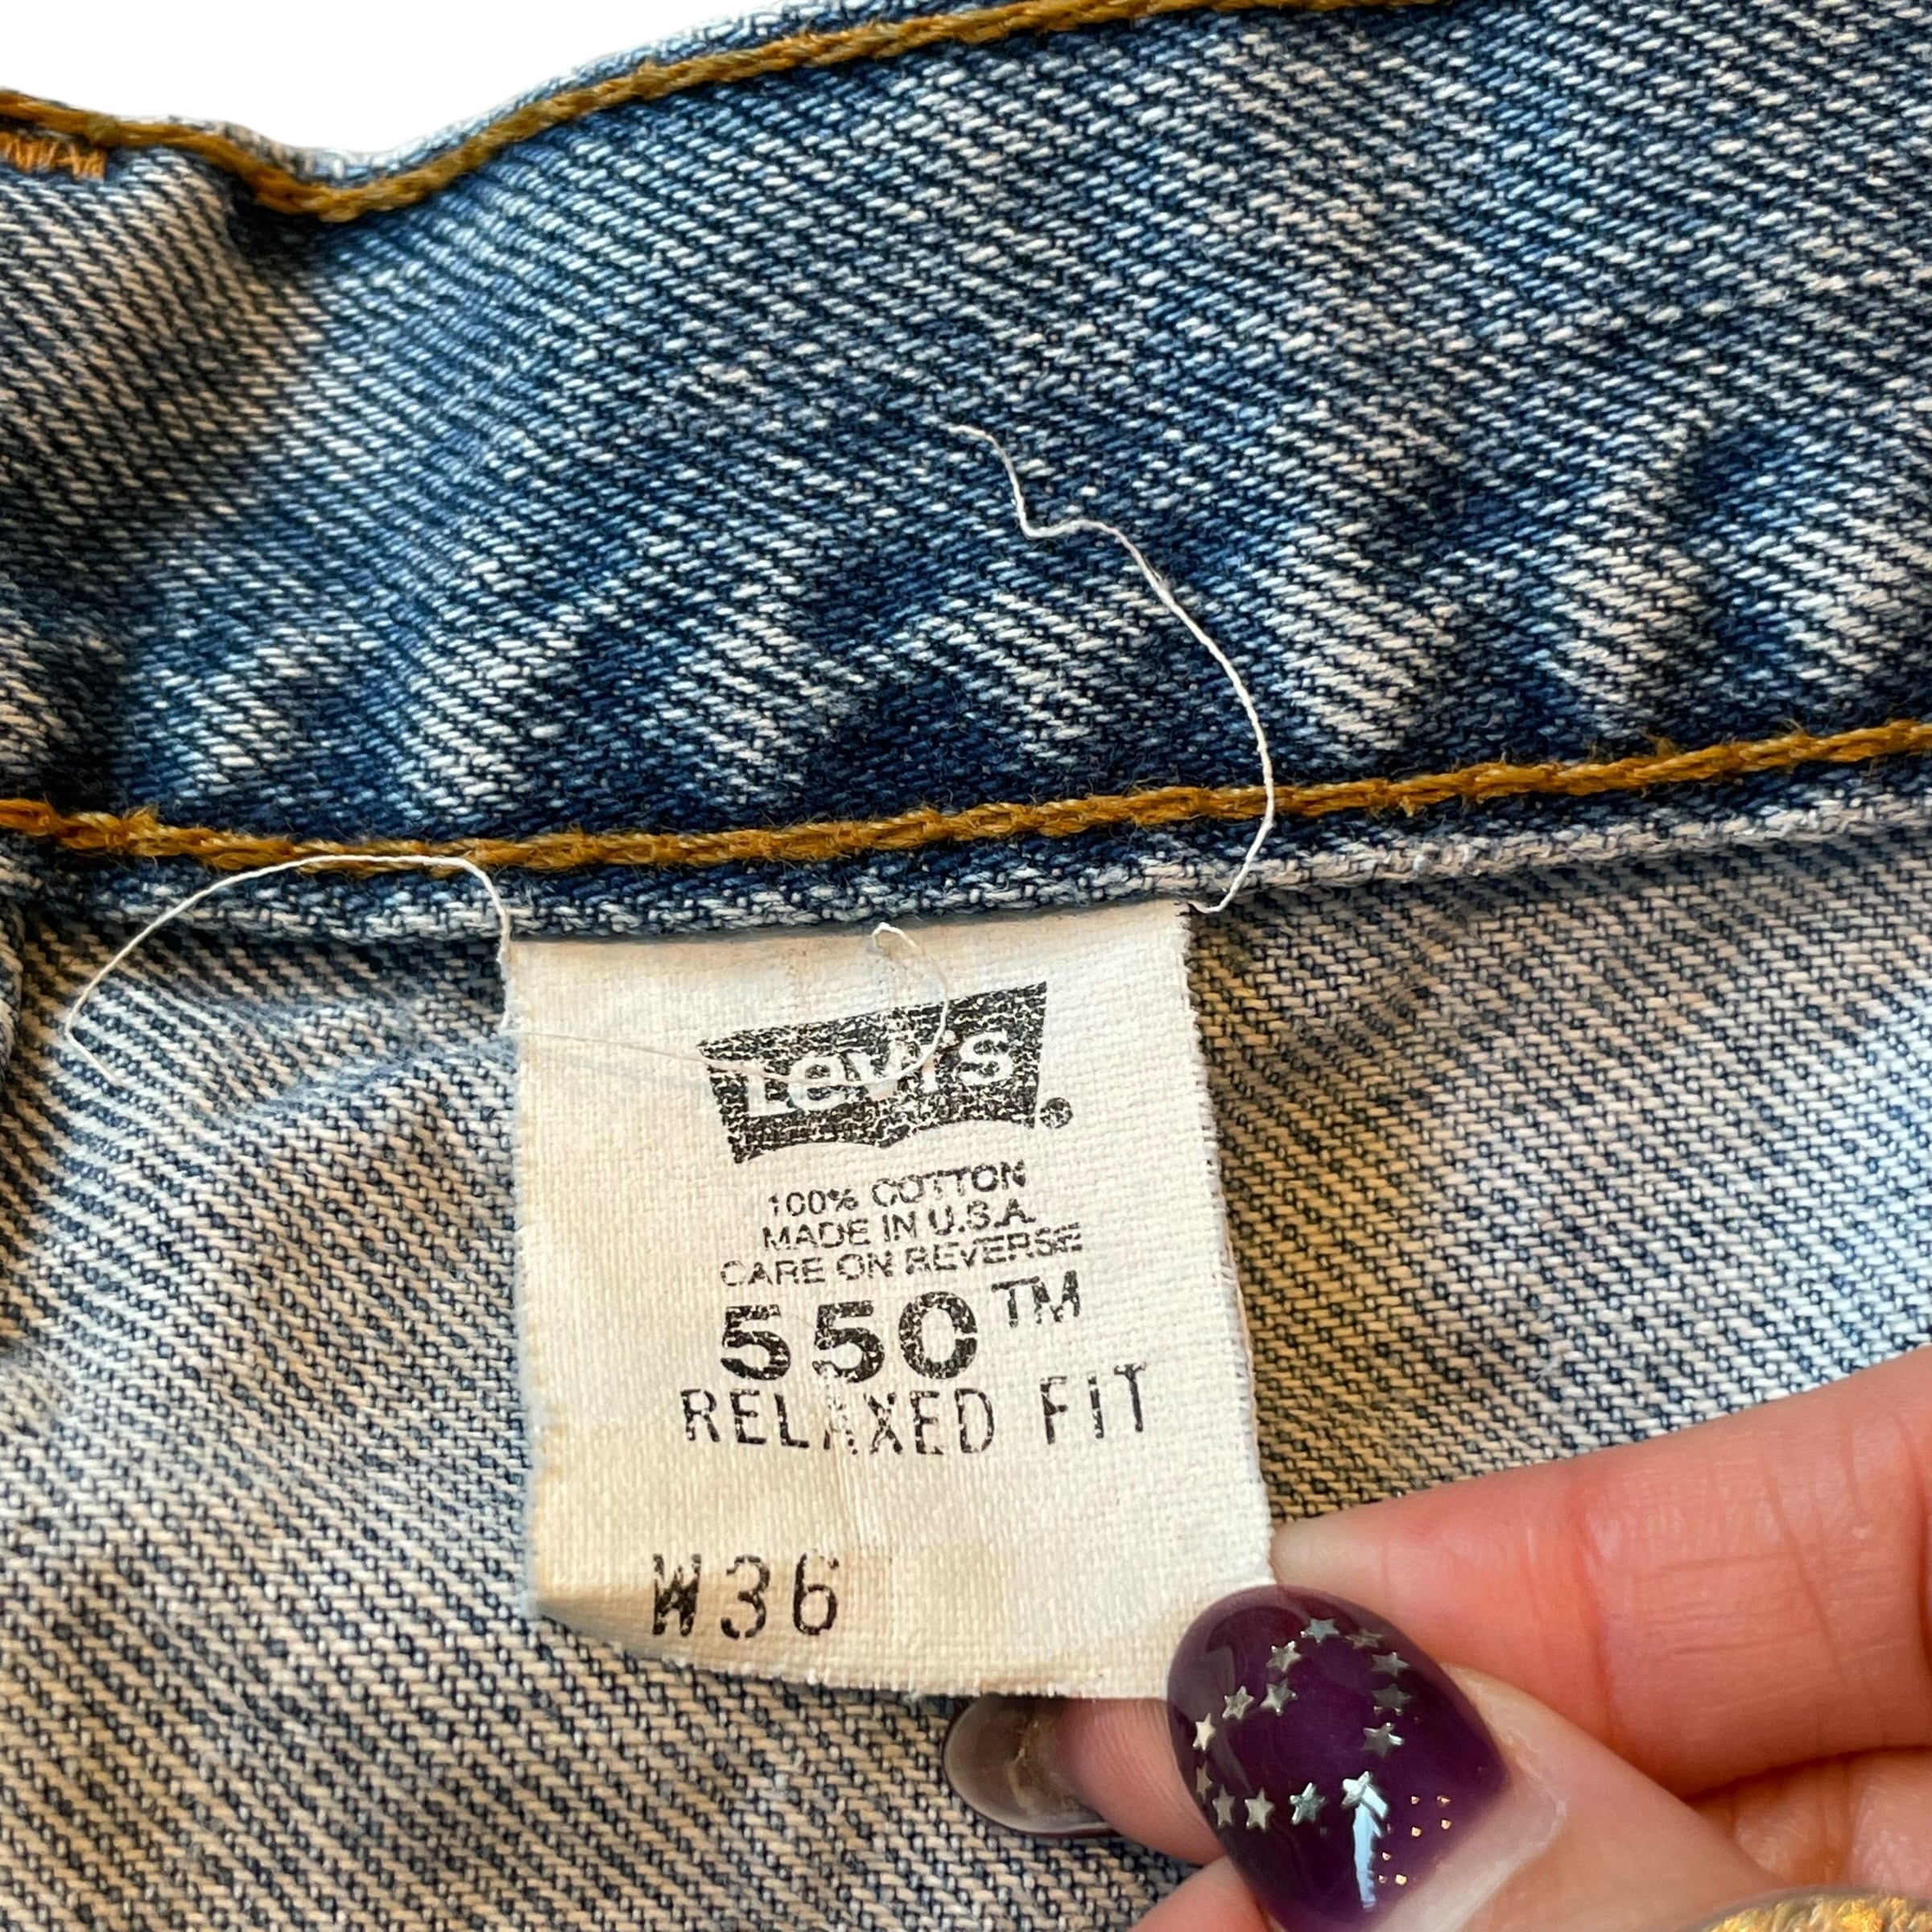 Levi's®
100% COTTON
MADE IN U.S.A.
CARE ON REVERSE
550™
RELAXED FIT
W36